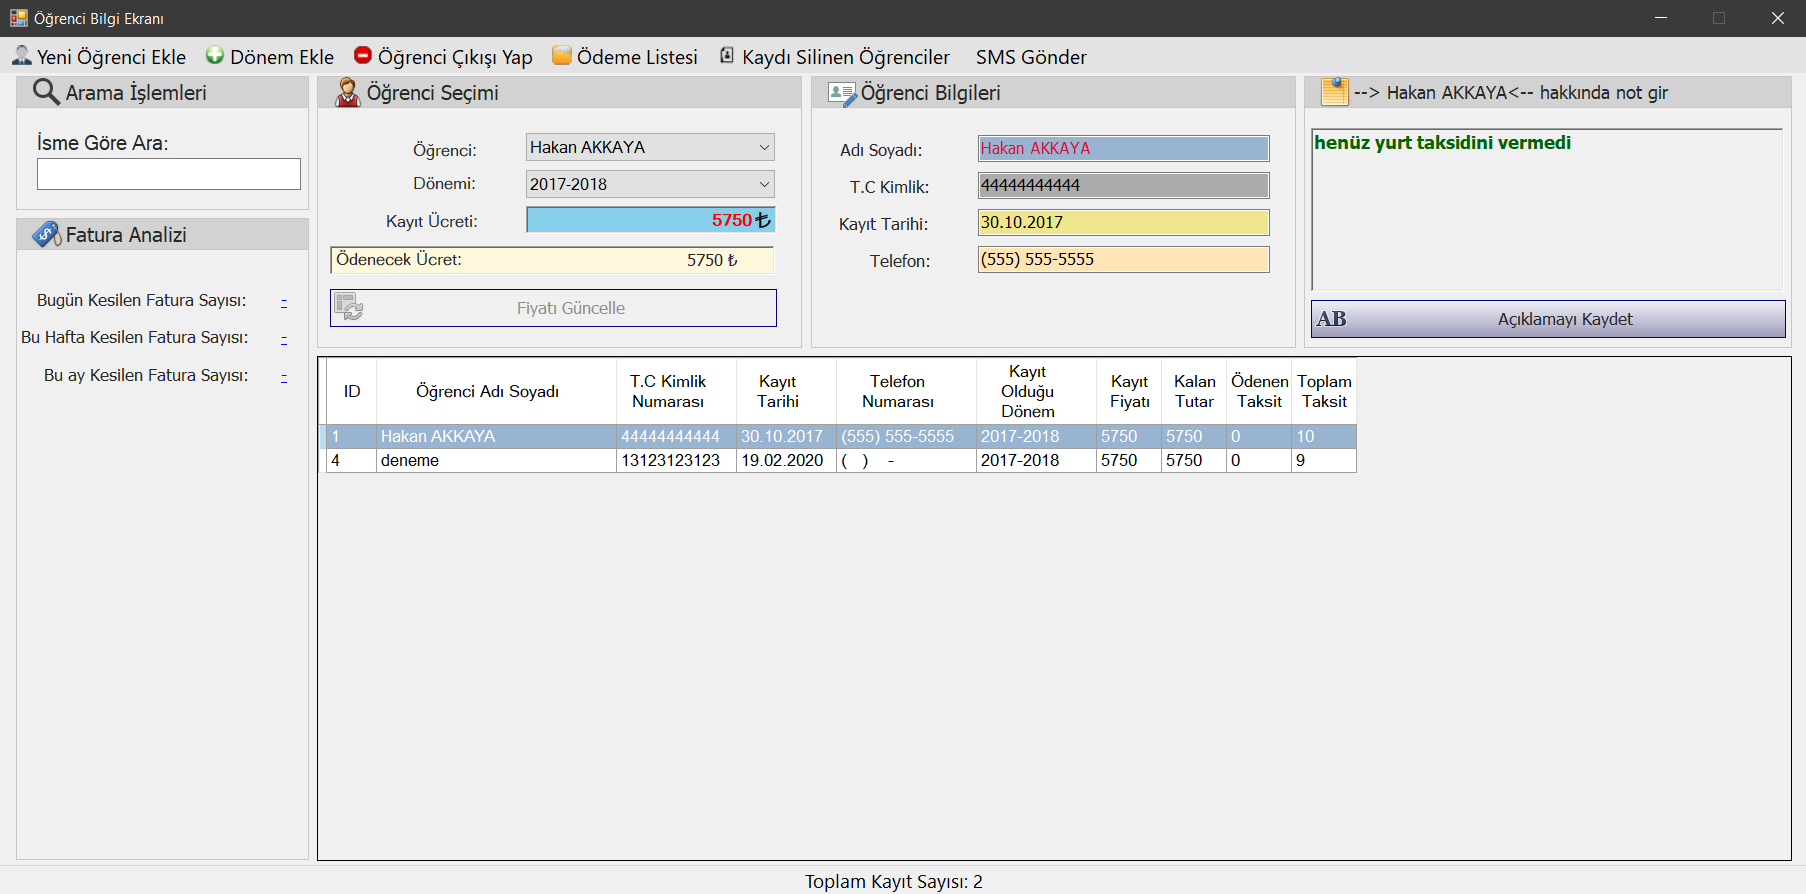 Öğrenci Bilgi Ekranı
Yeni Öğrenci Ekle Dönem Ekle Öğrenci Çıkışı Yap Ödeme Listesi Kaydı Silinen Öğrenciler SMS Gönder
Arama İşlemleri
İsme Göre Ara:
Fatura Analizi
Bugün Kesilen Fatura Sayısı: -
Bu Hafta Kesilen Fatura Sayısı: -
Bu ay Kesilen Fatura Sayısı: -
Öğrenci Seçimi
Öğrenci: Hakan AKKAYA
Dönemi: 2017-2018
Kayıt Ücreti: 5750 ₺
Ödenecek Ücret: 5750 ₺
Fiyatı Güncelle
Öğrenci Bilgileri
Adı Soyadı: Hakan AKKAYA
T.C Kimlik: 44444444444
Kayıt Tarihi: 30.10.2017
Telefon: (555) 555-5555
--> Hakan AKKAYA<-- hakkında not gir
henüz yurt taksidini vermedi
AB Açıklamayı Kaydet
ID Öğrenci Adı Soyadı T.C Kimlik Numarası Kayıt Tarihi Telefon Numarası Kayıt Olduğu Dönem Kayıt Fiyatı Kalan Tutar Ödenen Taksit Toplam Taksit
1 Hakan AKKAYA 44444444444 30.10.2017 (555) 555-5555 2017-2018 5750 5750 0 10
4 deneme 13123123123 19.02.2020 ( ) - 2017-2018 5750 5750 0 9
Toplam Kayıt Sayısı: 2